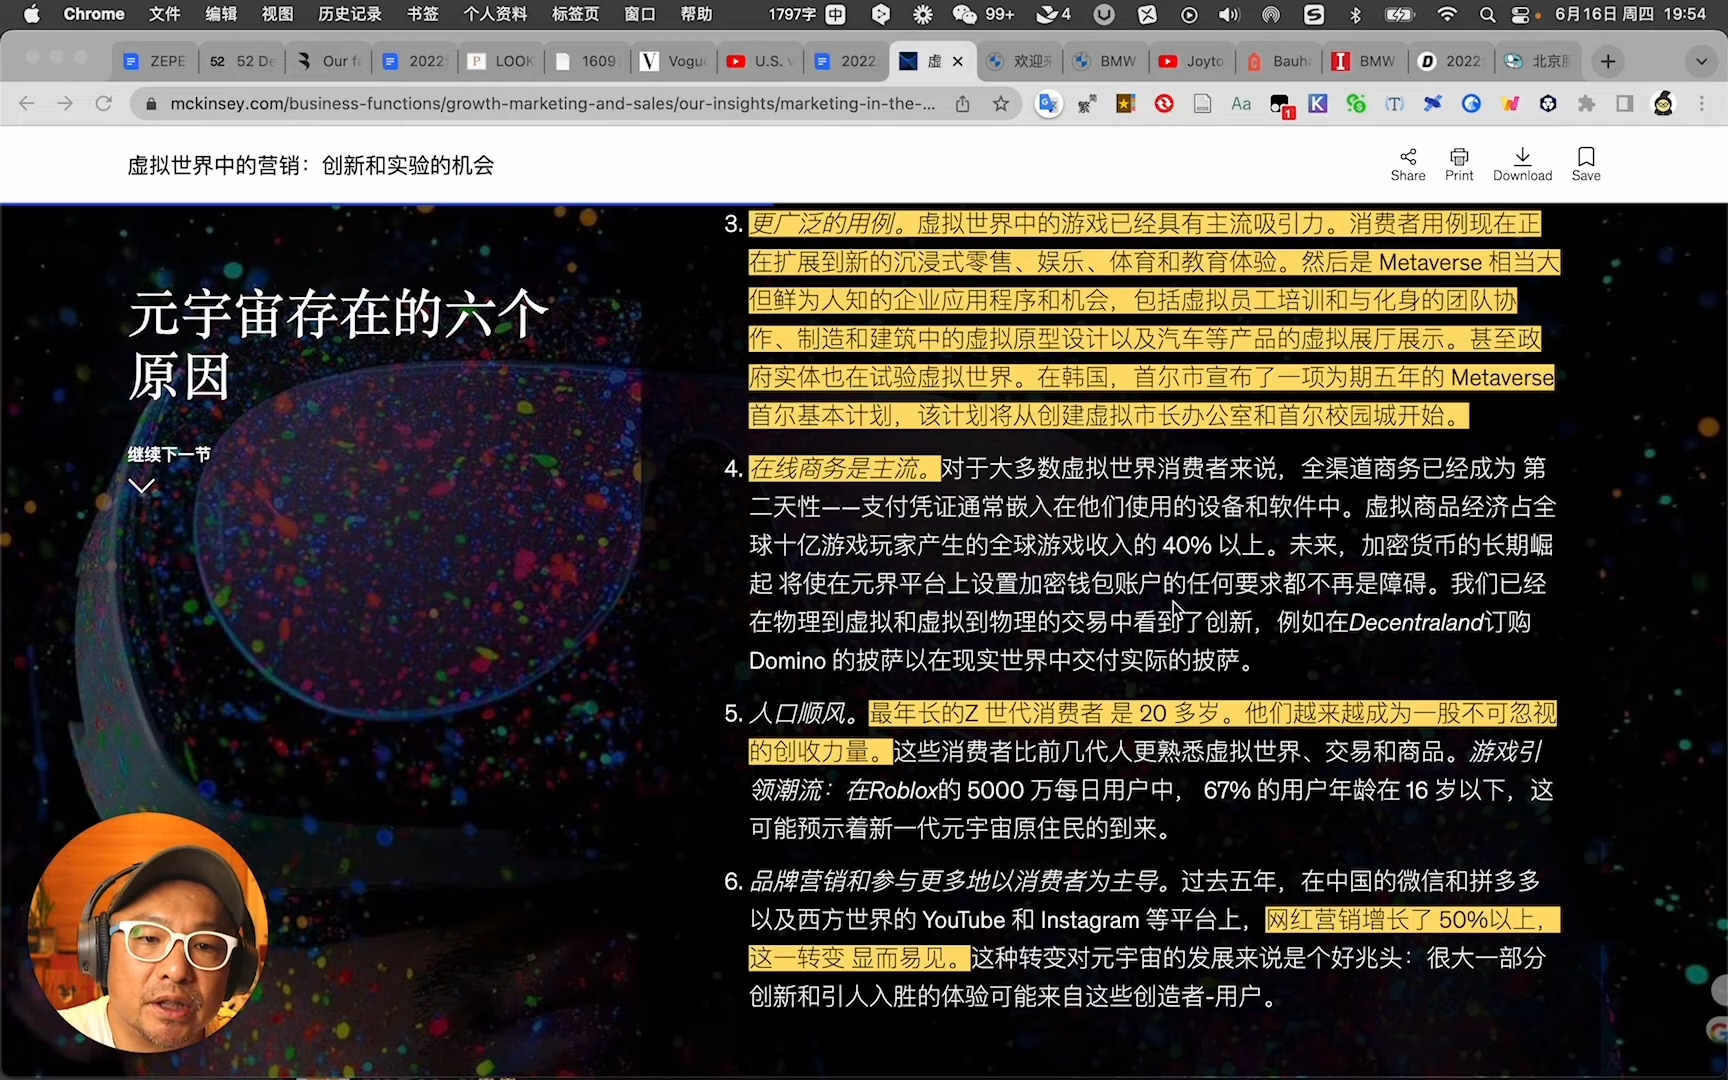 Chrome 文件 编辑 视图 历史记录 书签 个人资料 标签页 窗口 帮助 1797字 中 99+ 4 6月16日 周四 19:54
ZEPE 52 52 De Our fa 2022 LOOK 1609 Vogu U.S. v 2022 虚 欢迎 BMW Joyto Bauh BMW 2022 北京服
mckinsey.com/business-functions/growth-marketing-and-sales/our-insights/marketing-in-the-...
虚拟世界中的营销：创新和实验的机会
Share Print Download Save
元宇宙存在的六个
原因
继续下一节
3. 更广泛的用例。虚拟世界中的游戏已经具有主流吸引力。消费者用例现在正
在扩展到新的沉浸式零售、娱乐、体育和教育体验。然后是 Metaverse 相当大
但鲜为人知的企业应用程序和机会，包括虚拟员工培训和与化身的团队协
作、制造和建筑中的虚拟原型设计以及汽车等产品的虚拟展厅展示。甚至政
府实体也在试验虚拟世界。在韩国，首尔市宣布了一项为期五年的 Metaverse
首尔基本计划，该计划将从创建虚拟市长办公室和首尔校园城开始。
4. 在线商务是主流。对于大多数虚拟世界消费者来说，全渠道商务已经成为 第
二天性——支付凭证通常嵌入在他们使用的设备和软件中。虚拟商品经济占全
球十亿游戏玩家产生的全球游戏收入的 40% 以上。未来，加密货币的长期崛
起 将使在元界平台上设置加密钱包账户的任何要求都不再是障碍。我们已经
在物理到虚拟和虚拟到物理的交易中看到了创新，例如在Decentraland订购
Domino 的披萨以在现实世界中交付实际的披萨。
5. 人口顺风。最年长的Z 世代消费者 是 20 多岁。他们越来越成为一股不可忽视
的创收力量。这些消费者比前几代人更熟悉虚拟世界、交易和商品。游戏引
领潮流：在Roblox的 5000 万每日用户中， 67% 的用户年龄在 16 岁以下，这
可能预示着新一代元宇宙原住民的到来。
6. 品牌营销和参与更多地以消费者为主导。过去五年，在中国的微信和拼多多
以及西方世界的 YouTube 和 Instagram 等平台上，网红营销增长了 50%以上，
这一转变 显而易见。这种转变对元宇宙的发展来说是个好兆头：很大一部分
创新和引人入胜的体验可能来自这些创造者-用户。